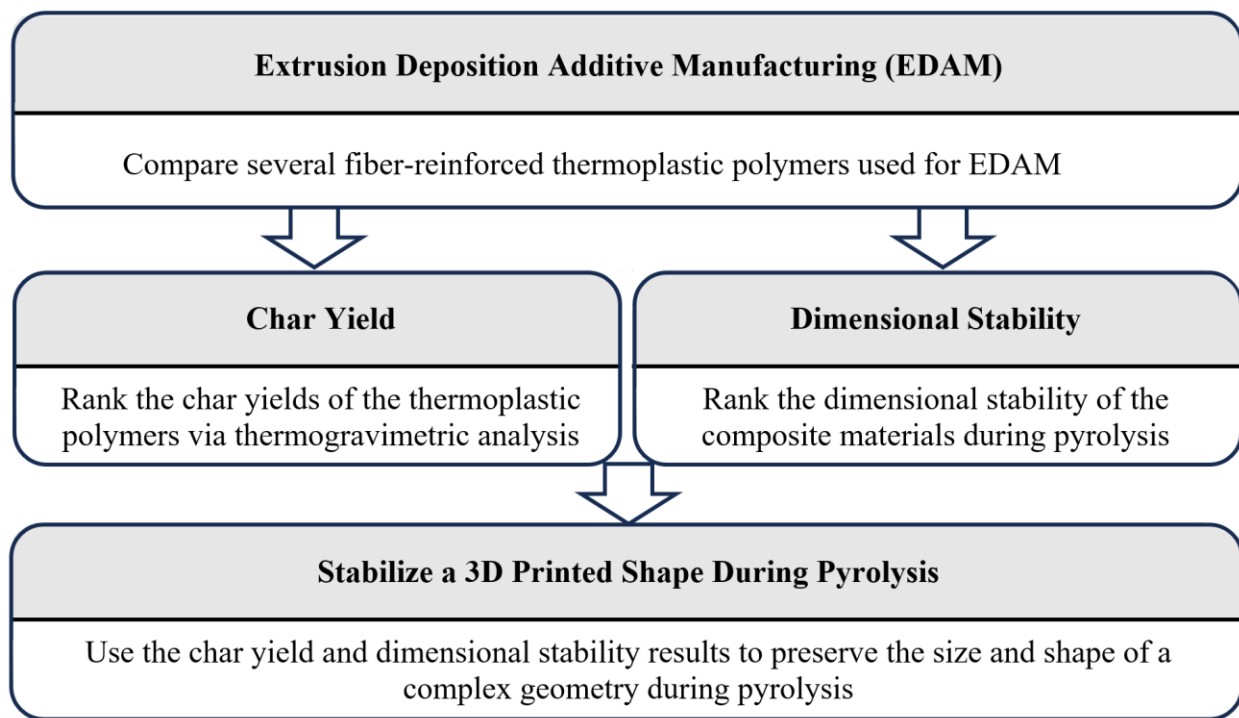 Extrusion Deposition Additive Manufacturing (EDAM)
Compare several fiber-reinforced thermoplastic polymers used for EDAM
Char Yield
Rank the char yields of the thermoplastic
polymers via thermogravimetric analysis
Dimensional Stability
Rank the dimensional stability of the
composite materials during pyrolysis
Stabilize a 3D Printed Shape During Pyrolysis
Use the char yield and dimensional stability results to preserve the size and shape of a
complex geometry during pyrolysis